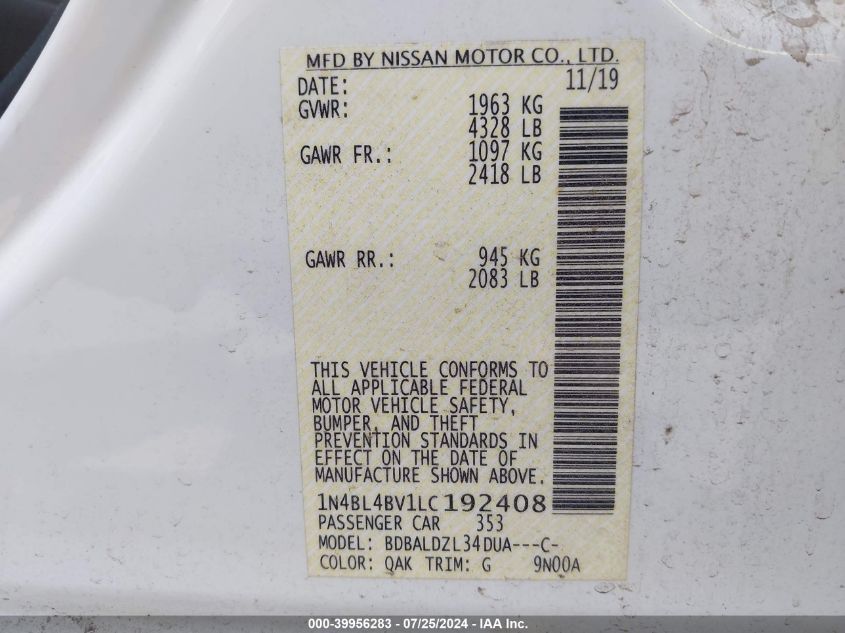 MFD BY NISSAN MOTOR CO., LTD.
DATE: 11/19
GVWR: 1963 KG
4328 LB
GAWR FR.: 1097 KG
2418 LB
GAWR RR.: 945 KG
2083 LB
THIS VEHICLE CONFORMS TO
ALL APPLICABLE FEDERAL
MOTOR VEHICLE SAFETY,
BUMPER, AND THEFT
PREVENTION STANDARDS IN
EFFECT ON THE DATE OF
MANUFACTURE SHOWN ABOVE.
1N4BL4BV1LC192408
PASSENGER CAR 353
MODEL: BDBALDZL34DUA---C-
COLOR: QAK TRIM: G 9N00A
000-39956283 - 07/25/2024 - IAA Inc.